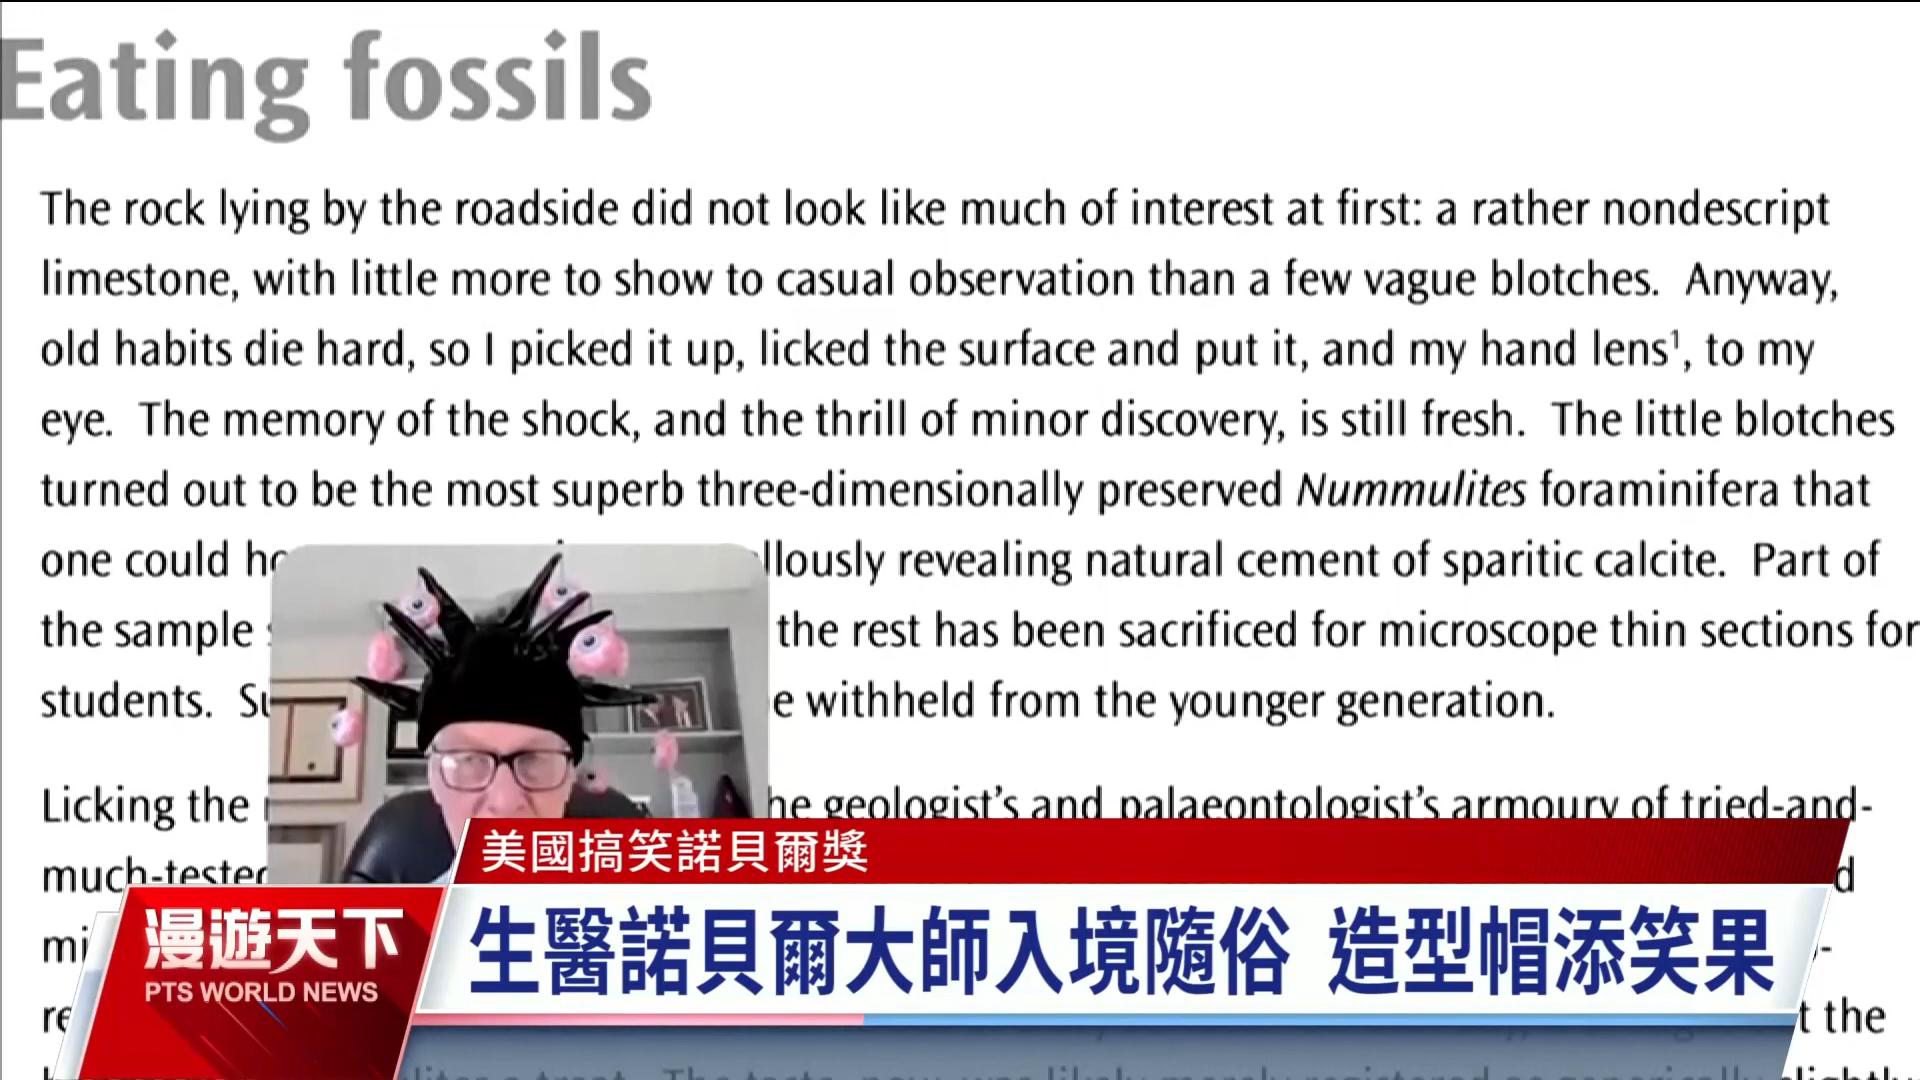 Eating fossils
The rock lying by the roadside did not look like much of interest at first: a rather nondescript
limestone, with little more to show to casual observation than a few vague blotches. Anyway,
old habits die hard, so I picked it up, licked the surface and put it, and my hand lens¹, to my
eye. The memory of the shock, and the thrill of minor discovery, is still fresh. The little blotches
turned out to be the most superb three-dimensionally preserved Nummulites foraminifera that
one could llously revealing natural cement of sparitic calcite. Part of
the sample the rest has been sacrificed for microscope thin sections for
students. withheld from the younger generation.
Licking the geologist's and palaeontologist's armoury of tried-and-
much-tested
美國搞笑諾貝爾獎
生醫諾貝爾大師入境隨俗 造型帽添笑果
漫遊天下
PTS WORLD NEWS
the